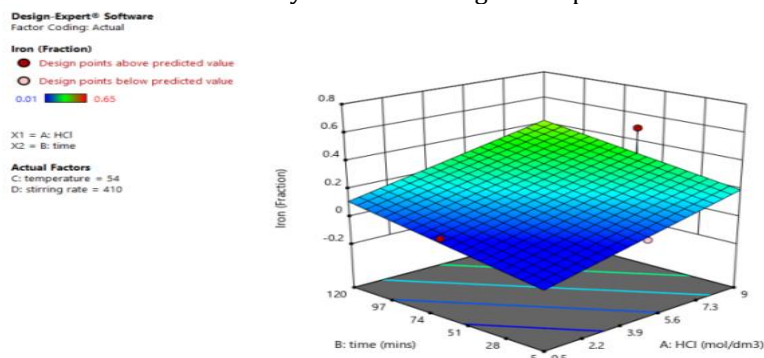 Design-Expert® Software
Factor Coding: Actual
Iron (Fraction)
Design points above predicted value
Design points below predicted value
0.01 0.65
X1 = A: HCl
X2 = B: time
Actual Factors
C: temperature = 54
D: stirring rate = 410
Iron (Fraction)
0.8
0.6
0.4
0.2
0
-0.2
120
97
74
51
28
B: time (mins)
9
7.3
5.6
3.9
2.2
A: HCl (mol/dm3)